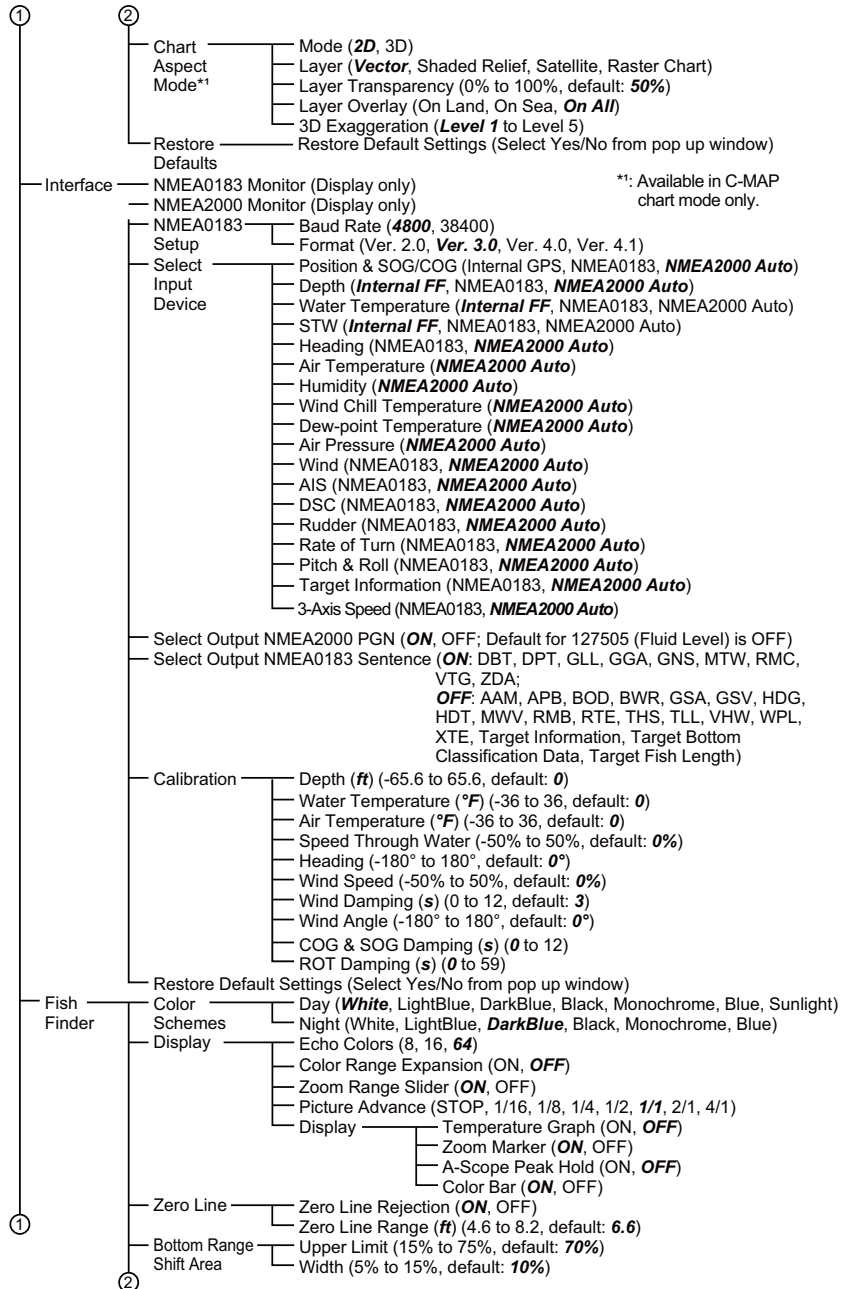 ① ②
Chart Aspect Mode*¹
Mode (2D, 3D)
Layer (Vector, Shaded Relief, Satellite, Raster Chart)
Layer Transparency (0% to 100%, default: 50%)
Layer Overlay (On Land, On Sea, On All)
3D Exaggeration (Level 1 to Level 5)
Restore Defaults
Restore Default Settings (Select Yes/No from pop up window)
*¹: Available in C-MAP
chart mode only.
Interface
NMEA0183 Monitor (Display only)
NMEA2000 Monitor (Display only)
NMEA0183 Setup
Baud Rate (4800, 38400)
Format (Ver. 2.0, Ver. 3.0, Ver. 4.0, Ver. 4.1)
Select Input Device
Position & SOG/COG (Internal GPS, NMEA0183, NMEA2000 Auto)
Depth (Internal FF, NMEA0183, NMEA2000 Auto)
Water Temperature (Internal FF, NMEA0183, NMEA2000 Auto)
STW (Internal FF, NMEA0183, NMEA2000 Auto)
Heading (NMEA0183, NMEA2000 Auto)
Air Temperature (NMEA2000 Auto)
Humidity (NMEA2000 Auto)
Wind Chill Temperature (NMEA2000 Auto)
Dew-point Temperature (NMEA2000 Auto)
Air Pressure (NMEA2000 Auto)
Wind (NMEA0183, NMEA2000 Auto)
AIS (NMEA0183, NMEA2000 Auto)
DSC (NMEA0183, NMEA2000 Auto)
Rudder (NMEA0183, NMEA2000 Auto)
Rate of Turn (NMEA0183, NMEA2000 Auto)
Pitch & Roll (NMEA0183, NMEA2000 Auto)
Target Information (NMEA0183, NMEA2000 Auto)
3-Axis Speed (NMEA0183, NMEA2000 Auto)
Select Output NMEA2000 PGN (ON, OFF; Default for 127505 (Fluid Level) is OFF)
Select Output NMEA0183 Sentence (ON: DBT, DPT, GLL, GGA, GNS, MTW, RMC,
VTG, ZDA;
OFF: AAM, APB, BOD, BWR, GSA, GSV, HDG,
HDT, MWV, RMB, RTE, THS, TLL, VHW, WPL,
XTE, Target Information, Target Bottom
Classification Data, Target Fish Length)
Calibration
Depth (ft) (-65.6 to 65.6, default: 0)
Water Temperature (°F) (-36 to 36, default: 0)
Air Temperature (°F) (-36 to 36, default: 0)
Speed Through Water (-50% to 50%, default: 0%)
Heading (-180° to 180°, default: 0°)
Wind Speed (-50% to 50%, default: 0%)
Wind Damping (s) (0 to 12, default: 3)
Wind Angle (-180° to 180°, default: 0°)
COG & SOG Damping (s) (0 to 12)
ROT Damping (s) (0 to 59)
Restore Default Settings (Select Yes/No from pop up window)
Fish Finder
Color Schemes
Day (White, LightBlue, DarkBlue, Black, Monochrome, Blue, Sunlight)
Night (White, LightBlue, DarkBlue, Black, Monochrome, Blue)
Display
Echo Colors (8, 16, 64)
Color Range Expansion (ON, OFF)
Zoom Range Slider (ON, OFF)
Picture Advance (STOP, 1/16, 1/8, 1/4, 1/2, 1/1, 2/1, 4/1)
Display
Temperature Graph (ON, OFF)
Zoom Marker (ON, OFF)
A-Scope Peak Hold (ON, OFF)
Color Bar (ON, OFF)
Zero Line
Zero Line Rejection (ON, OFF)
Zero Line Range (ft) (4.6 to 8.2, default: 6.6)
Bottom Range Shift Area
Upper Limit (15% to 75%, default: 70%)
Width (5% to 15%, default: 10%)
① ②